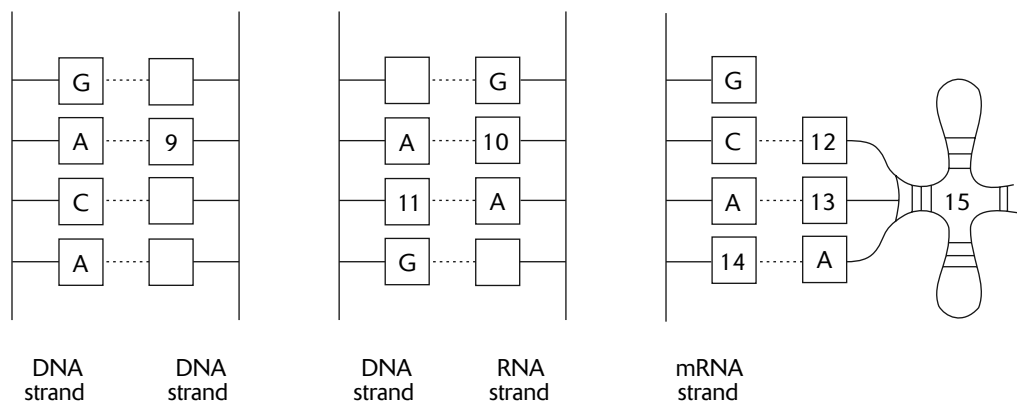 G
A 9
C
A
DNA strand
DNA strand
G
A 10
11 A
G
DNA strand
RNA strand
G
C 12
A 13
14 A
15
mRNA strand